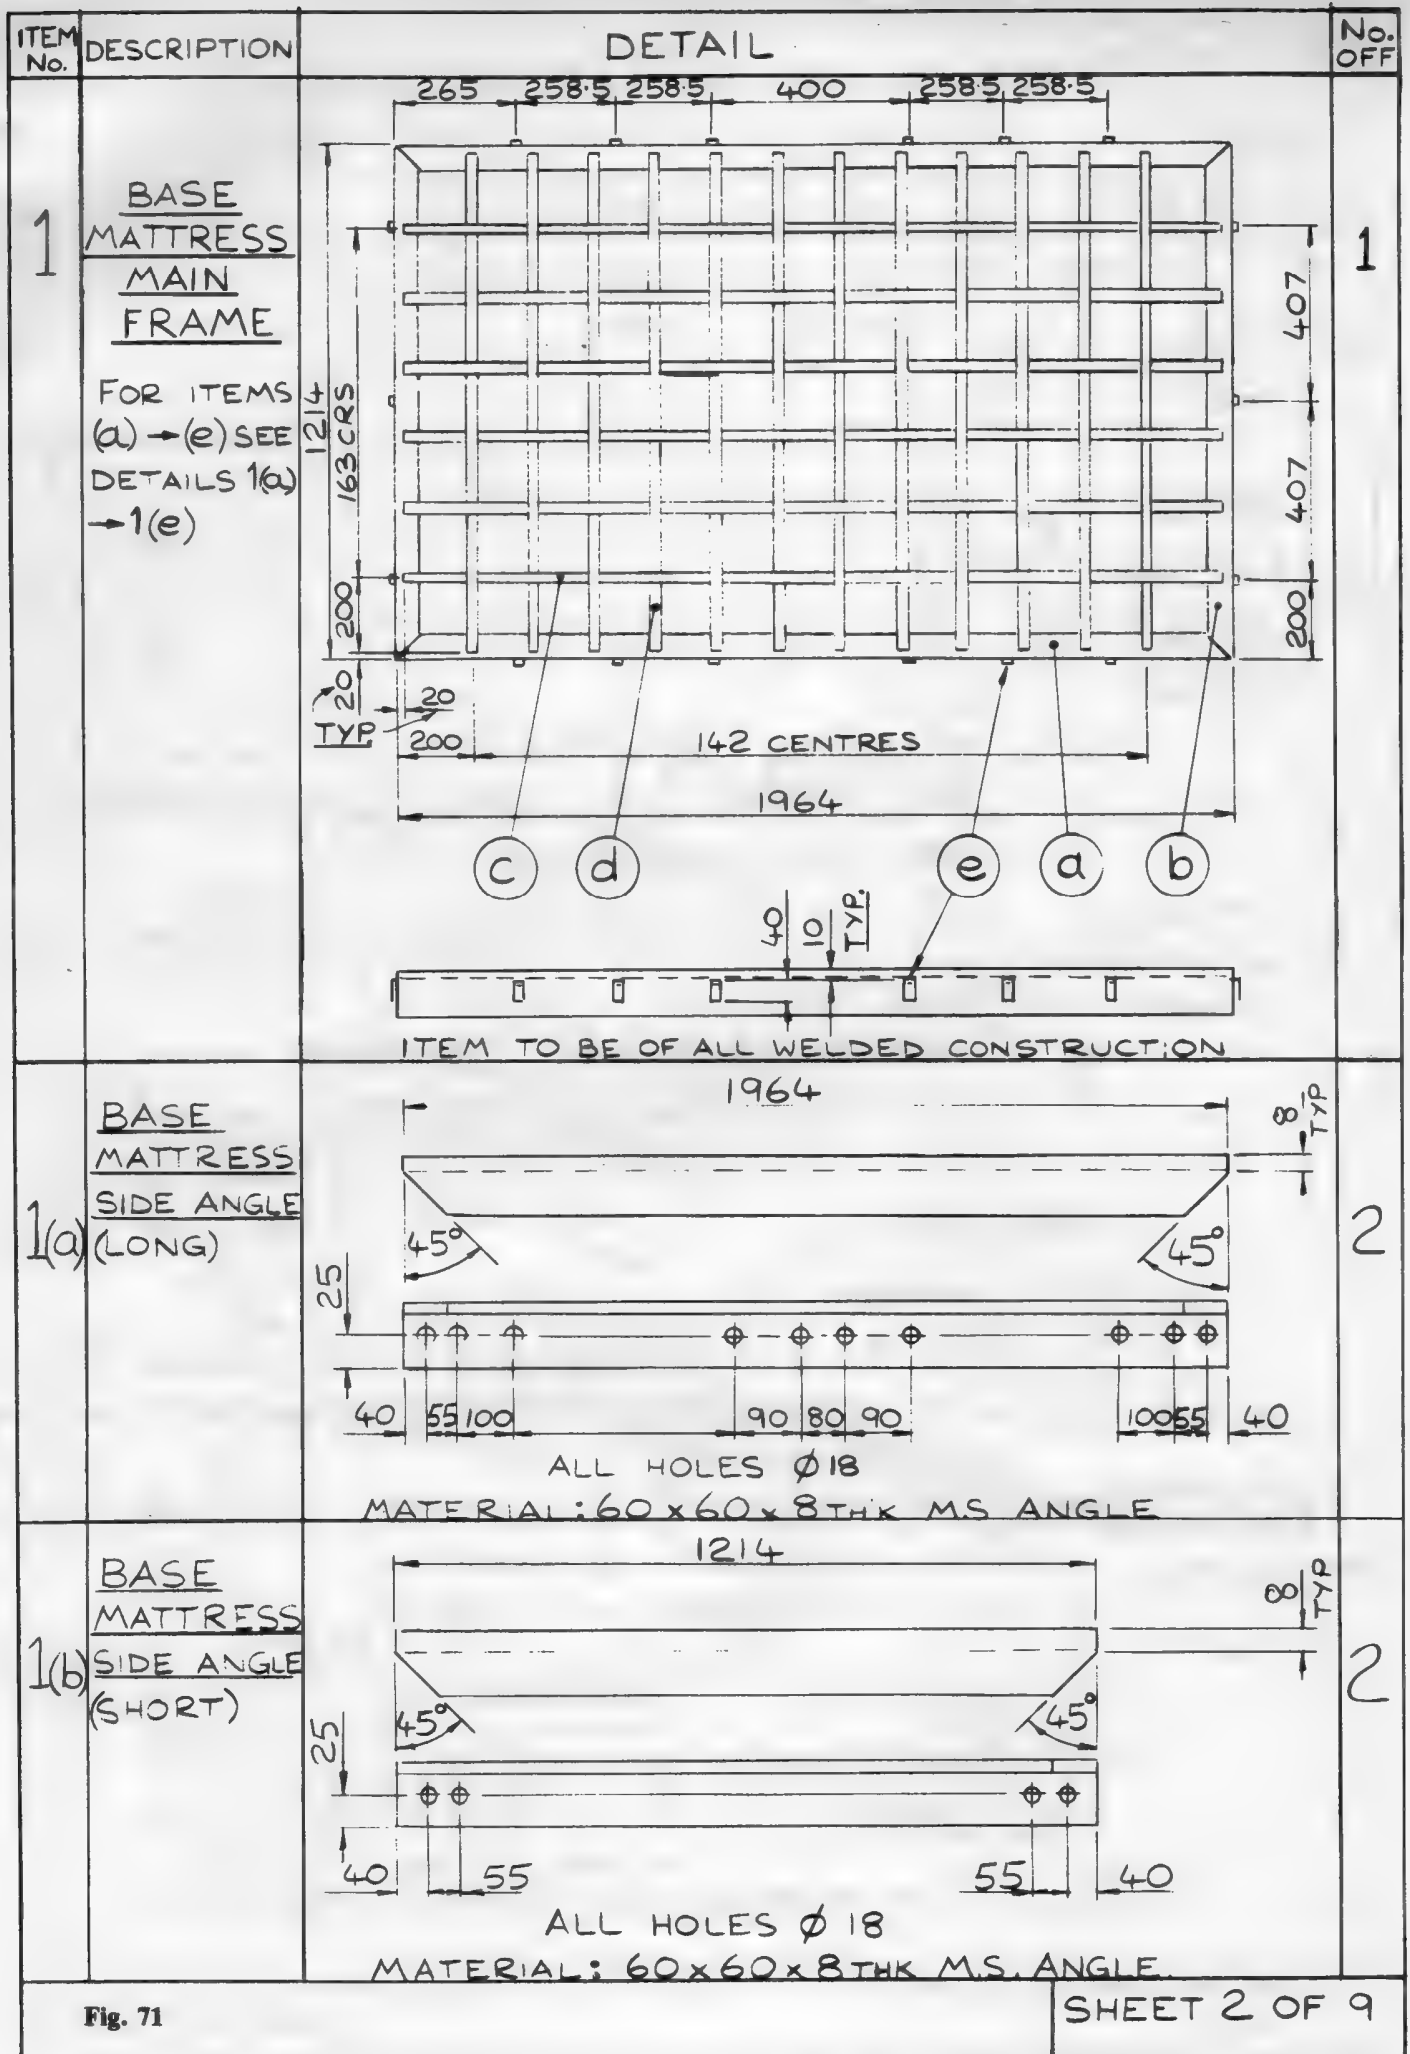 ITEM No.
DESCRIPTION
DETAIL
No. OFF
265 258·5 258·5 400 258·5 258·5
1
BASE
MATTRESS
MAIN
FRAME
FOR ITEMS
(a) → (e) SEE
DETAILS 1(a)
→ 1(e)
1
1214
163 CRS
200
20
20
TYP.
407
407
200
200
142 CENTRES
1964
c
d
e
a
b
40
10
TYP.
ITEM TO BE OF ALL WELDED CONSTRUCTION
1(a)
BASE
MATTRESS
SIDE ANGLE
(LONG)
2
1964
8
TYP
45°
45°
25
40 55 100 90 80 90 100 55 40
ALL HOLES Ø 18
MATERIAL: 60 x 60 x 8 THK M.S ANGLE
1(b)
BASE
MATTRESS
SIDE ANGLE
(SHORT)
2
1214
8
TYP
45°
45°
25
40 55 55 40
ALL HOLES Ø 18
MATERIAL: 60 x 60 x 8 THK M.S. ANGLE.
Fig. 71
SHEET 2 OF 9